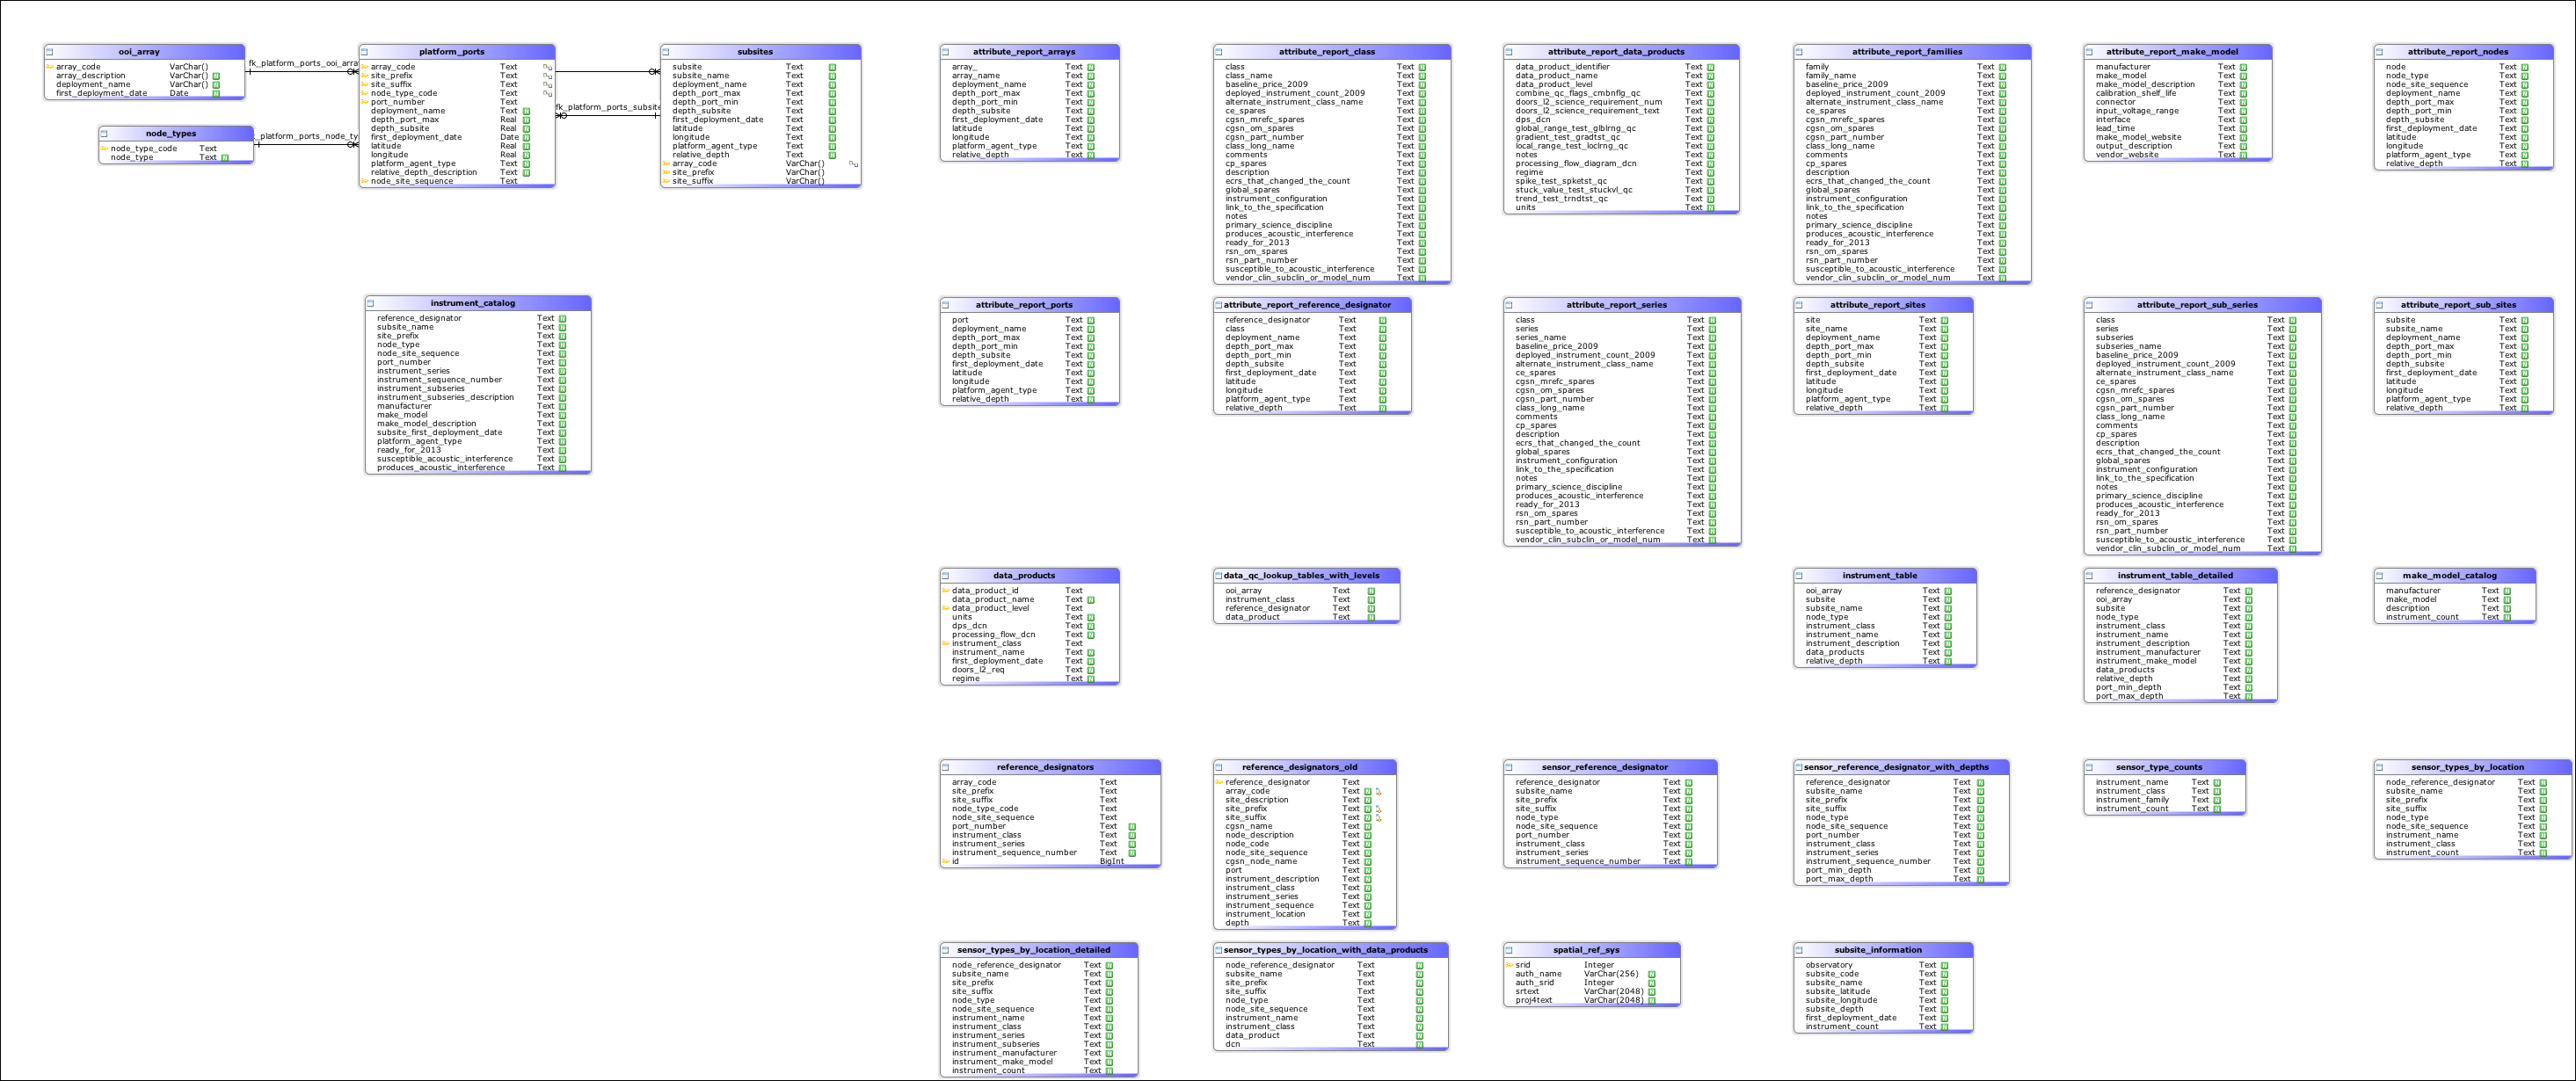 ooi_array
array_code VarChar()
array_description VarChar() N
deployment_name VarChar() N
first_deployment_date Date N
fk_platform_ports_ooi_arra
node_types
node_type_code Text
node_type Text N
_platform_ports_node_ty
platform_ports
array_code Text
site_prefix Text
site_suffix Text
node_type_code Text
port_number Text
deployment_name Text N
depth_port_max Real N
depth_subsite Real N
first_deployment_date Date N
latitude Real N
longitude Real N
platform_agent_type Text N
relative_depth_description Text N
node_site_sequence Text
fk_platform_ports_subsite
subsites
subsite Text N
subsite_name Text N
deployment_name Text N
depth_port_max Text N
depth_port_min Text N
depth_subsite Text N
first_deployment_date Text N
latitude Text N
longitude Text N
platform_agent_type Text N
relative_depth Text N
array_code VarChar()
site_prefix VarChar()
site_suffix VarChar()
attribute_report_arrays
array_ Text N
array_name Text N
deployment_name Text N
depth_port_max Text N
depth_port_min Text N
depth_subsite Text N
first_deployment_date Text N
latitude Text N
longitude Text N
platform_agent_type Text N
relative_depth Text N
attribute_report_class
class Text N
class_name Text N
baseline_price_2009 Text N
deployed_instrument_count_2009 Text N
alternate_instrument_class_name Text N
ce_spares Text N
cgsn_mrefc_spares Text N
cgsn_om_spares Text N
cgsn_part_number Text N
class_long_name Text N
comments Text N
cp_spares Text N
description Text N
ecrs_that_changed_the_count Text N
global_spares Text N
instrument_configuration Text N
link_to_the_specification Text N
notes Text N
primary_science_discipline Text N
produces_acoustic_interference Text N
ready_for_2013 Text N
rsn_om_spares Text N
rsn_part_number Text N
susceptible_to_acoustic_interference Text N
vendor_clin_subclin_or_model_num Text N
attribute_report_data_products
data_product_identifier Text N
data_product_name Text N
data_product_level Text N
combine_qc_flags_cmbnflg_qc Text N
doors_l2_science_requirement_num Text N
doors_l2_science_requirement_text Text N
dps_dcn Text N
global_range_test_glblrng_qc Text N
gradient_test_gradtst_qc Text N
local_range_test_loclrng_qc Text N
notes Text N
processing_flow_diagram_dcn Text N
regime Text N
spike_test_spketst_qc Text N
stuck_value_test_stuckvl_qc Text N
trend_test_trndtst_qc Text N
units Text N
attribute_report_families
family Text N
family_name Text N
baseline_price_2009 Text N
deployed_instrument_count_2009 Text N
alternate_instrument_class_name Text N
ce_spares Text N
cgsn_mrefc_spares Text N
cgsn_om_spares Text N
cgsn_part_number Text N
class_long_name Text N
comments Text N
cp_spares Text N
description Text N
ecrs_that_changed_the_count Text N
global_spares Text N
instrument_configuration Text N
link_to_the_specification Text N
notes Text N
primary_science_discipline Text N
produces_acoustic_interference Text N
ready_for_2013 Text N
rsn_om_spares Text N
rsn_part_number Text N
susceptible_to_acoustic_interference Text N
vendor_clin_subclin_or_model_num Text N
attribute_report_make_model
manufacturer Text N
make_model Text N
make_model_description Text N
calibration_shelf_life Text N
connector Text N
input_voltage_range Text N
interface Text N
lead_time Text N
make_model_website Text N
output_description Text N
vendor_website Text N
attribute_report_nodes
node Text N
node_type Text N
node_site_sequence Text N
deployment_name Text N
depth_port_max Text N
depth_port_min Text N
depth_subsite Text N
first_deployment_date Text N
latitude Text N
longitude Text N
platform_agent_type Text N
relative_depth Text N
instrument_catalog
reference_designator Text N
subsite_name Text N
site_prefix Text N
node_type Text N
node_site_sequence Text N
port_number Text N
instrument_series Text N
instrument_sequence_number Text N
instrument_subseries Text N
instrument_subseries_description Text N
manufacturer Text N
make_model Text N
make_model_description Text N
subsite_first_deployment_date Text N
platform_agent_type Text N
ready_for_2013 Text N
susceptible_acoustic_interference Text N
produces_acoustic_interference Text N
attribute_report_ports
port Text N
deployment_name Text N
depth_port_max Text N
depth_port_min Text N
depth_subsite Text N
first_deployment_date Text N
latitude Text N
longitude Text N
platform_agent_type Text N
relative_depth Text N
attribute_report_reference_designator
reference_designator Text N
class Text N
deployment_name Text N
depth_port_max Text N
depth_port_min Text N
depth_subsite Text N
first_deployment_date Text N
latitude Text N
longitude Text N
platform_agent_type Text N
relative_depth Text N
attribute_report_series
class Text N
series Text N
series_name Text N
baseline_price_2009 Text N
deployed_instrument_count_2009 Text N
alternate_instrument_class_name Text N
ce_spares Text N
cgsn_mrefc_spares Text N
cgsn_om_spares Text N
cgsn_part_number Text N
class_long_name Text N
comments Text N
cp_spares Text N
description Text N
ecrs_that_changed_the_count Text N
global_spares Text N
instrument_configuration Text N
link_to_the_specification Text N
notes Text N
primary_science_discipline Text N
produces_acoustic_interference Text N
ready_for_2013 Text N
rsn_om_spares Text N
rsn_part_number Text N
susceptible_to_acoustic_interference Text N
vendor_clin_subclin_or_model_num Text N
attribute_report_sites
site Text N
site_name Text N
deployment_name Text N
depth_port_max Text N
depth_port_min Text N
depth_subsite Text N
first_deployment_date Text N
latitude Text N
longitude Text N
platform_agent_type Text N
relative_depth Text N
attribute_report_sub_series
class Text N
series Text N
subseries Text N
subseries_name Text N
baseline_price_2009 Text N
deployed_instrument_count_2009 Text N
alternate_instrument_class_name Text N
ce_spares Text N
cgsn_mrefc_spares Text N
cgsn_om_spares Text N
cgsn_part_number Text N
class_long_name Text N
comments Text N
cp_spares Text N
description Text N
ecrs_that_changed_the_count Text N
global_spares Text N
instrument_configuration Text N
link_to_the_specification Text N
notes Text N
primary_science_discipline Text N
produces_acoustic_interference Text N
ready_for_2013 Text N
rsn_om_spares Text N
rsn_part_number Text N
susceptible_to_acoustic_interference Text N
vendor_clin_subclin_or_model_num Text N
attribute_report_sub_sites
subsite Text N
subsite_name Text N
deployment_name Text N
depth_port_max Text N
depth_port_min Text N
depth_subsite Text N
first_deployment_date Text N
latitude Text N
longitude Text N
platform_agent_type Text N
relative_depth Text N
data_products
data_product_id Text
data_product_name Text N
data_product_level Text
units Text N
dps_dcn Text N
processing_flow_dcn Text N
instrument_class Text
instrument_name Text N
first_deployment_date Text N
doors_l2_req Text N
regime Text N
data_qc_lookup_tables_with_levels
ooi_array Text N
instrument_class Text N
reference_designator Text N
data_product Text N
instrument_table
ooi_array Text N
subsite Text N
subsite_name Text N
node_type Text N
instrument_class Text N
instrument_name Text N
instrument_description Text N
data_products Text N
relative_depth Text N
instrument_table_detailed
reference_designator Text N
ooi_array Text N
subsite Text N
node_type Text N
instrument_class Text N
instrument_name Text N
instrument_description Text N
instrument_manufacturer Text N
instrument_make_model Text N
data_products Text N
relative_depth Text N
port_min_depth Text N
port_max_depth Text N
make_model_catalog
manufacturer Text N
make_model Text N
description Text N
instrument_count Text N
reference_designators
array_code Text
site_prefix Text
site_suffix Text
node_type_code Text
node_site_sequence Text
port_number Text N
instrument_class Text N
instrument_series Text N
instrument_sequence_number Text N
id BigInt
reference_designators_old
reference_designator Text
array_code Text N
site_description Text N
site_prefix Text N
site_suffix Text N
cgsn_name Text N
node_description Text N
node_code Text N
node_site_sequence Text N
cgsn_node_name Text N
port Text N
instrument_description Text N
instrument_class Text N
instrument_series Text N
instrument_sequence Text N
instrument_location Text N
depth Text N
sensor_reference_designator
reference_designator Text N
subsite_name Text N
site_prefix Text N
site_suffix Text N
node_type Text N
node_site_sequence Text N
port_number Text N
instrument_class Text N
instrument_series Text N
instrument_sequence_number Text N
sensor_reference_designator_with_depths
reference_designator Text N
subsite_name Text N
site_prefix Text N
site_suffix Text N
node_type Text N
node_site_sequence Text N
port_number Text N
instrument_class Text N
instrument_series Text N
instrument_sequence_number Text N
port_min_depth Text N
port_max_depth Text N
sensor_type_counts
instrument_name Text N
instrument_class Text N
instrument_family Text N
instrument_count Text N
sensor_types_by_location
node_reference_designator Text N
subsite_name Text N
site_prefix Text N
site_suffix Text N
node_type Text N
node_site_sequence Text N
instrument_name Text N
instrument_class Text N
instrument_count Text N
sensor_types_by_location_detailed
node_reference_designator Text N
subsite_name Text N
site_prefix Text N
site_suffix Text N
node_type Text N
node_site_sequence Text N
instrument_name Text N
instrument_class Text N
instrument_series Text N
instrument_subseries Text N
instrument_manufacturer Text N
instrument_make_model Text N
instrument_count Text N
sensor_types_by_location_with_data_products
node_reference_designator Text N
subsite_name Text N
site_prefix Text N
site_suffix Text N
node_type Text N
node_site_sequence Text N
instrument_name Text N
instrument_class Text N
data_product Text N
dcn Text N
spatial_ref_sys
srid Integer
auth_name VarChar(256) N
auth_srid Integer N
srtext VarChar(2048) N
proj4text VarChar(2048) N
subsite_information
observatory Text N
subsite_code Text N
subsite_name Text N
subsite_latitude Text N
subsite_longitude Text N
subsite_depth Text N
first_deployment_date Text N
instrument_count Text N